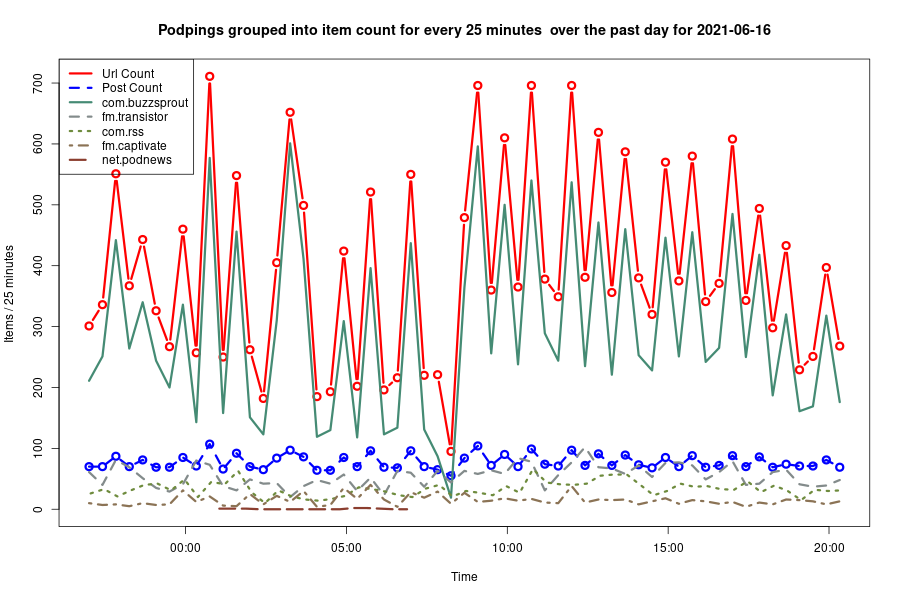 Podpings grouped into item count for every 25 minutes  over the past day for 2021-06-16
Url Count
Post Count
com.buzzsprout
fm.transistor
com.rss
fm.captivate
net.podnews
Items / 25 minutes
700
600
500
400
300
200
100
0
00:00
05:00
10:00
15:00
20:00
Time